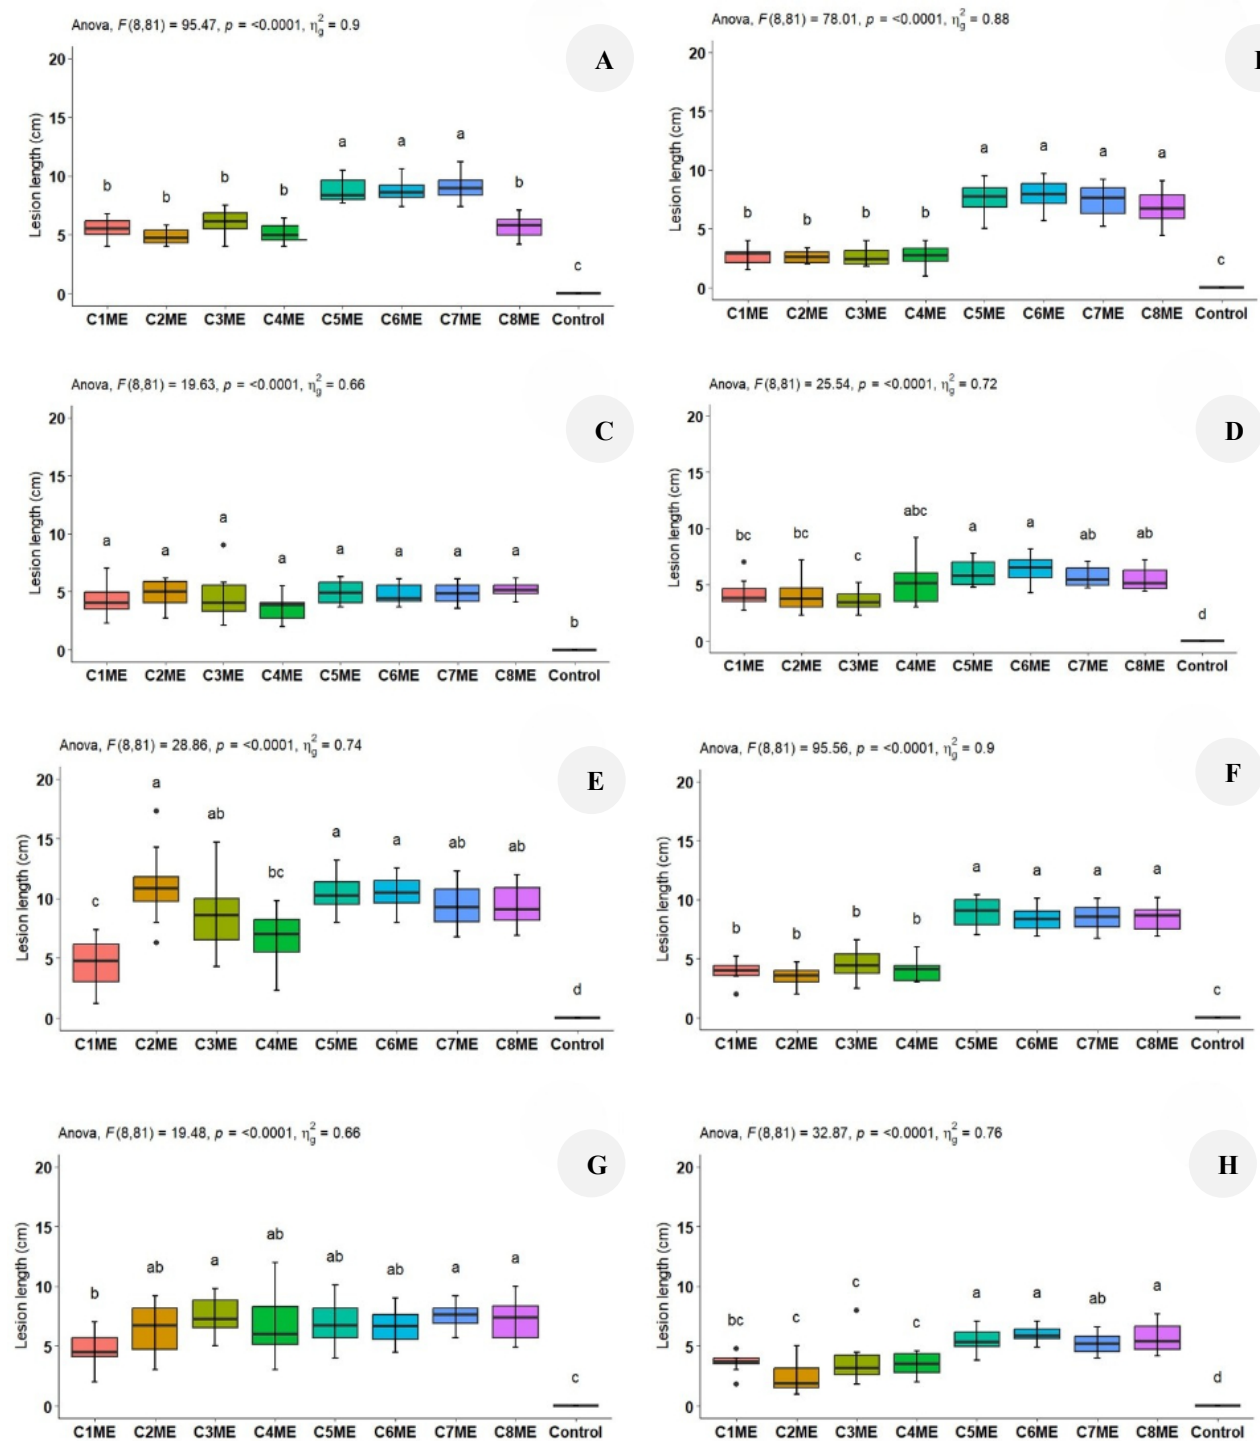 Anova, F(8,81) = 95.47, p = <0.0001, η²g = 0.9
A
Lesion length (cm)
20
15
10
5
0
b b b b a a a b c
C1ME C2ME C3ME C4ME C5ME C6ME C7ME C8ME Control
Anova, F(8,81) = 78.01, p = <0.0001, η²g = 0.88
Lesion length (cm)
20
15
10
5
0
b b b b a a a a c
C1ME C2ME C3ME C4ME C5ME C6ME C7ME C8ME Control
Anova, F(8,81) = 19.63, p = <0.0001, η²g = 0.66
C
Lesion length (cm)
20
15
10
5
0
a a a a a a a a b
C1ME C2ME C3ME C4ME C5ME C6ME C7ME C8ME Control
Anova, F(8,81) = 25.54, p = <0.0001, η²g = 0.72
D
Lesion length (cm)
20
15
10
5
0
bc bc c abc a a ab ab d
C1ME C2ME C3ME C4ME C5ME C6ME C7ME C8ME Control
Anova, F(8,81) = 28.86, p = <0.0001, η²g = 0.74
E
Lesion length (cm)
20
15
10
5
0
c a ab bc a a ab ab d
C1ME C2ME C3ME C4ME C5ME C6ME C7ME C8ME Control
Anova, F(8,81) = 95.56, p = <0.0001, η²g = 0.9
F
Lesion length (cm)
20
15
10
5
0
b b b b a a a a c
C1ME C2ME C3ME C4ME C5ME C6ME C7ME C8ME Control
Anova, F(8,81) = 19.48, p = <0.0001, η²g = 0.66
G
Lesion length (cm)
20
15
10
5
0
b ab a ab ab ab a a c
C1ME C2ME C3ME C4ME C5ME C6ME C7ME C8ME Control
Anova, F(8,81) = 32.87, p = <0.0001, η²g = 0.76
H
Lesion length (cm)
20
15
10
5
0
bc c c c a a ab a d
C1ME C2ME C3ME C4ME C5ME C6ME C7ME C8ME Control